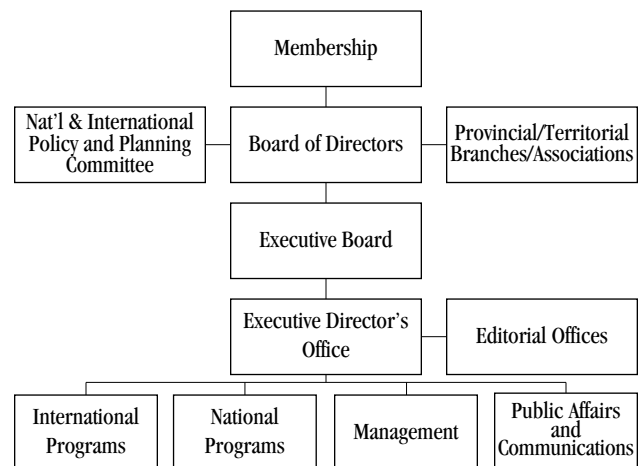 Membership
Nat'l & International
Policy and Planning
Committee
Board of Directors
Provincial/Territorial
Branches/Associations
Executive Board
Executive Director's
Office
Editorial Offices
International
Programs
National
Programs
Management
Public Affairs
and
Communications